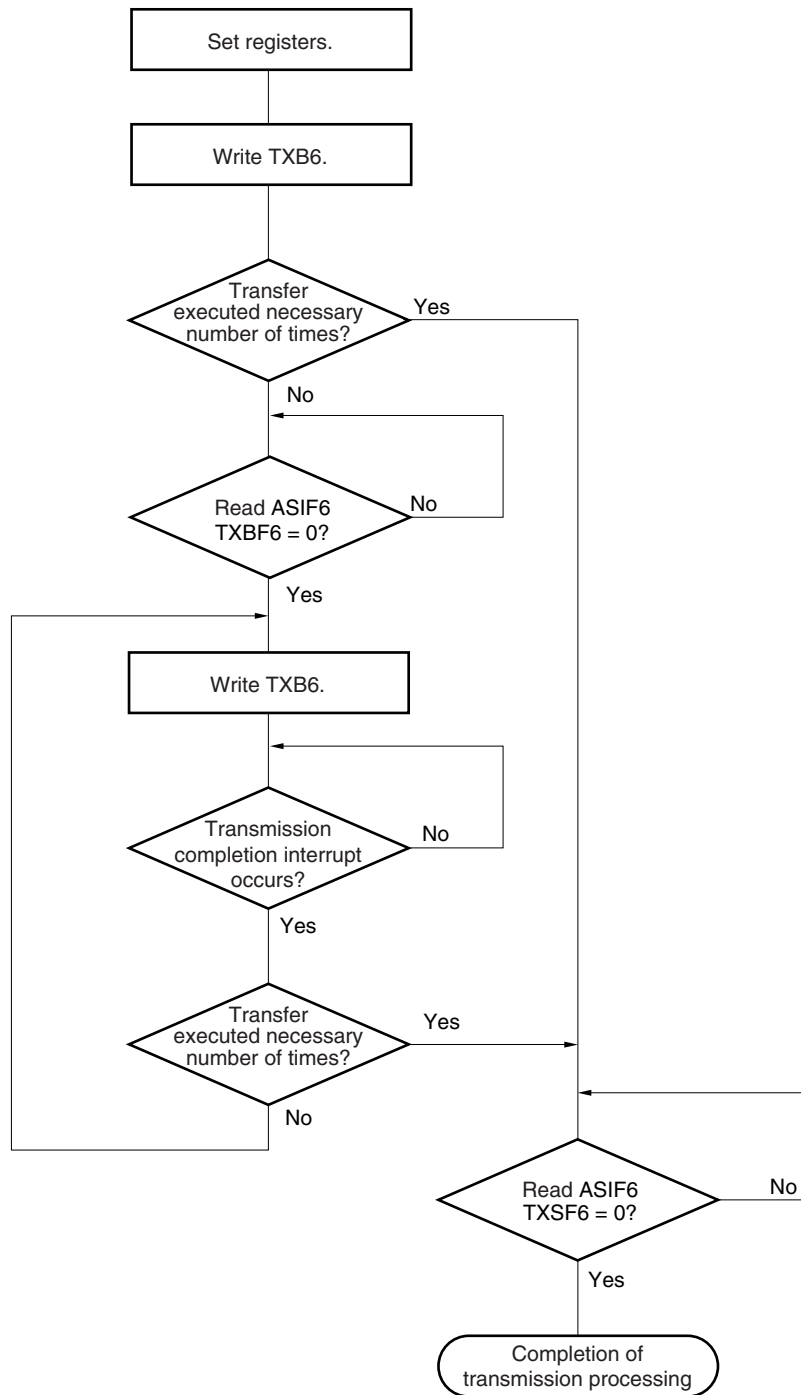 Set registers.
Write TXB6.
Transfer
executed necessary
number of times?
Yes
No
Read ASIF6
TXBF6 = 0?
No
Yes
Write TXB6.
Transmission
completion interrupt
occurs?
No
Yes
Transfer
executed necessary
number of times?
Yes
No
Read ASIF6
TXSF6 = 0?
No
Yes
Completion of
transmission processing